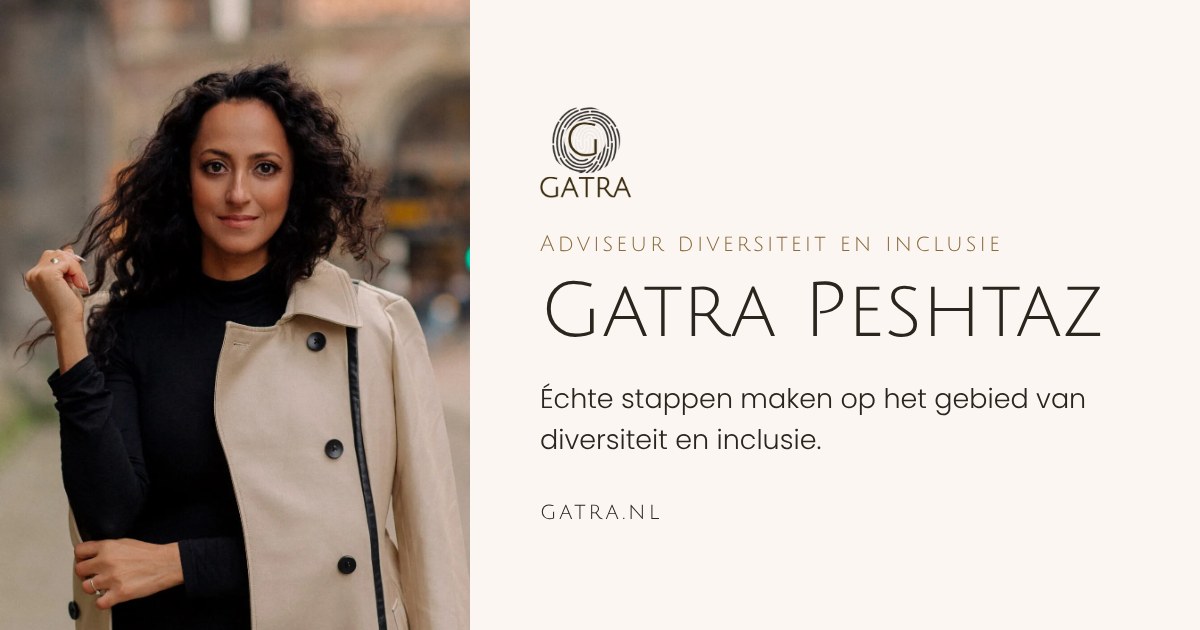 G
GATRA
Adviseur diversiteit en inclusie
Gatra Peshtaz
Échte stappen maken op het gebied van
diversiteit en inclusie.
GATRA.NL